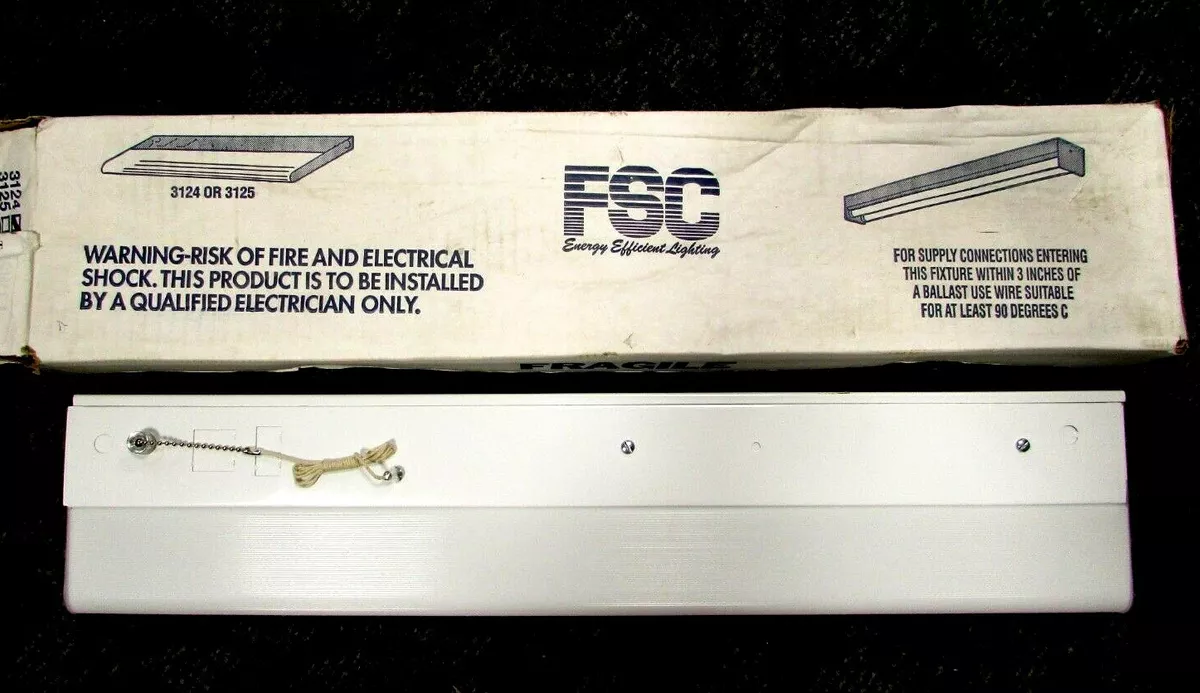 3124
3125
3124 OR 3125
WARNING-RISK OF FIRE AND ELECTRICAL
SHOCK. THIS PRODUCT IS TO BE INSTALLED
BY A QUALIFIED ELECTRICIAN ONLY.
FSC
Energy Efficient Lighting
FOR SUPPLY CONNECTIONS ENTERING
THIS FIXTURE WITHIN 3 INCHES OF
A BALLAST USE WIRE SUITABLE
FOR AT LEAST 90 DEGREES C
FRAGILE